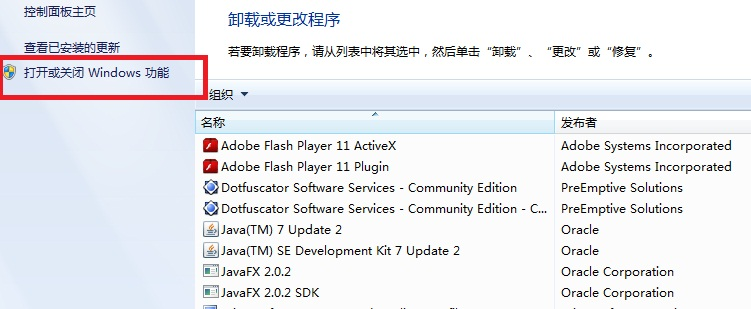 控制面板主页
查看已安装的更新
打开或关闭 Windows 功能
卸载或更改程序
若要卸载程序，请从列表中将其选中，然后单击“卸载”、“更改”或“修复”。
组织
名称 发布者
Adobe Flash Player 11 ActiveX Adobe Systems Incorporated
Adobe Flash Player 11 Plugin Adobe Systems Incorporated
Dotfuscator Software Services - Community Edition PreEmptive Solutions
Dotfuscator Software Services - Community Edition - C... PreEmptive Solutions
Java(TM) 7 Update 2 Oracle
Java(TM) SE Development Kit 7 Update 2 Oracle
JavaFX 2.0.2 Oracle Corporation
JavaFX 2.0.2 SDK Oracle Corporation